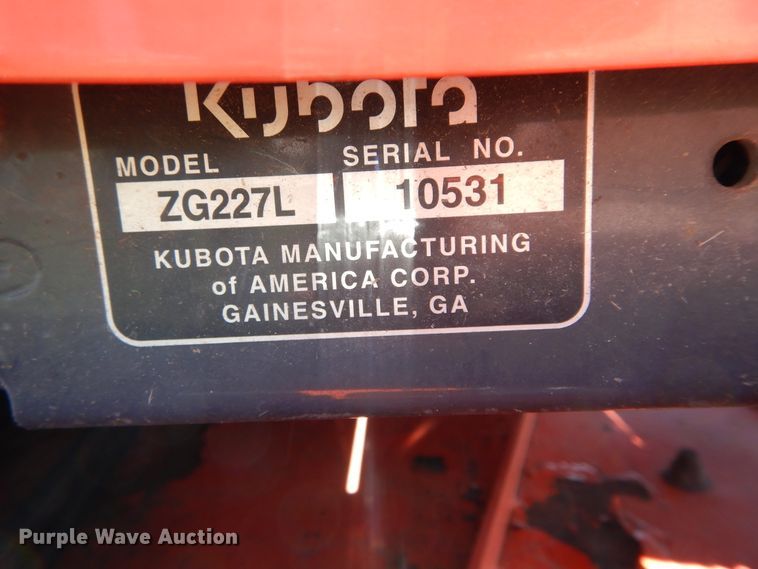 Kubota
MODEL SERIAL NO.
ZG227L 10531
KUBOTA MANUFACTURING
of AMERICA CORP.
GAINESVILLE, GA
Purple Wave Auction